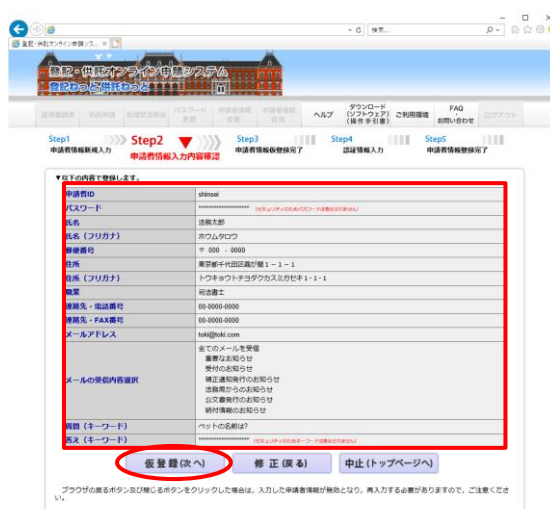 検索...
登記・供託オンライン申請シス...
登記・供託オンライン申請システム
登記ねっと 供託ねっと
パスワード
更新
申請者情報
変更
ヘルプ
ダウンロード
(ソフトウェア)
(操作手引書)
ご利用環境
FAQ
・
お問い合わせ
ログアウト
Step1
申請者情報新規入力
Step2
申請者情報入力内容確認
Step3
申請者情報仮登録完了
Step4
認証情報入力
Step5
申請者情報登録完了
▼以下の内容で登録します。
申請者ID shinsei
パスワード ******************** (セキュリティのためパスワードは表示されません)
氏名 法務太郎
氏名(フリガナ) ホウムタロウ
郵便番号 〒 000 - 0000
住所 東京都千代田区霞が関1-1-1
住所(フリガナ) トウキョウトチヨダクカスミガセキ1-1-1
職業 司法書士
連絡先・電話番号 00-0000-0000
連絡先・FAX番号 00-0000-0000
メールアドレス toki@toki.com
メールの受信内容選択 全てのメールを受信
重要なお知らせ
受付のお知らせ
補正通知発行のお知らせ
法務局からのお知らせ
公文書発行のお知らせ
納付情報のお知らせ
質問(キーワード) ペットの名前は?
答え(キーワード) ******************** (セキュリティのためキーワードは表示されません)
仮登録(次へ) 修正(戻る) 中止(トップページへ)
ブラウザの戻るボタン及び閉じるボタンをクリックした場合は、入力した申請者情報が無効となり、再入力する必要がありますので、ご注意くださ
い。